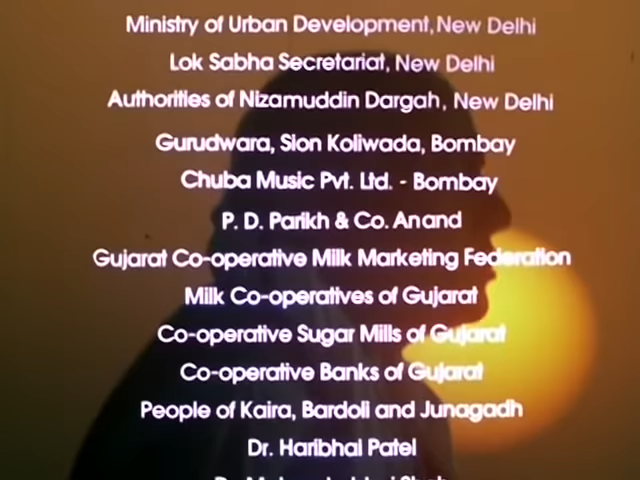 Ministry of Urban Development, New Delhi
Lok Sabha Secretariat, New Delhi
Authorities of Nizamuddin Dargah, New Delhi
Gurudwara, Sion Koliwada, Bombay
Chuba Music Pvt. Ltd. - Bombay
P. D. Parikh & Co. Anand
Gujarat Co-operative Milk Marketing Federation
Milk Co-operatives of Gujarat
Co-operative Sugar Mills of Gujarat
Co-operative Banks of Gujarat
People of Kaira, Bardoli and Junagadh
Dr. Haribhai Patel
Dr.